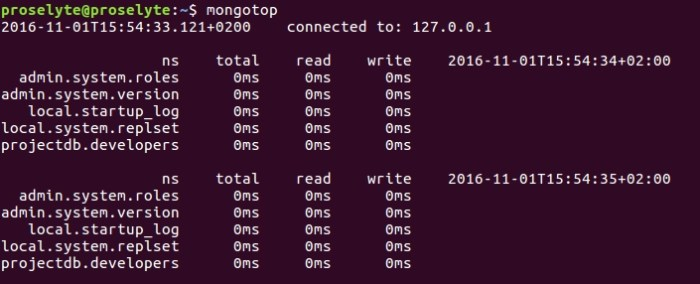 proselyte@proselyte:~$ mongotop
2016-11-01T15:54:33.121+0200    connected to: 127.0.0.1
ns    total    read    write    2016-11-01T15:54:34+02:00
admin.system.roles    0ms    0ms    0ms
admin.system.version    0ms    0ms    0ms
local.startup_log    0ms    0ms    0ms
local.system.replset    0ms    0ms    0ms
projectdb.developers    0ms    0ms    0ms
ns    total    read    write    2016-11-01T15:54:35+02:00
admin.system.roles    0ms    0ms    0ms
admin.system.version    0ms    0ms    0ms
local.startup_log    0ms    0ms    0ms
local.system.replset    0ms    0ms    0ms
projectdb.developers    0ms    0ms    0ms